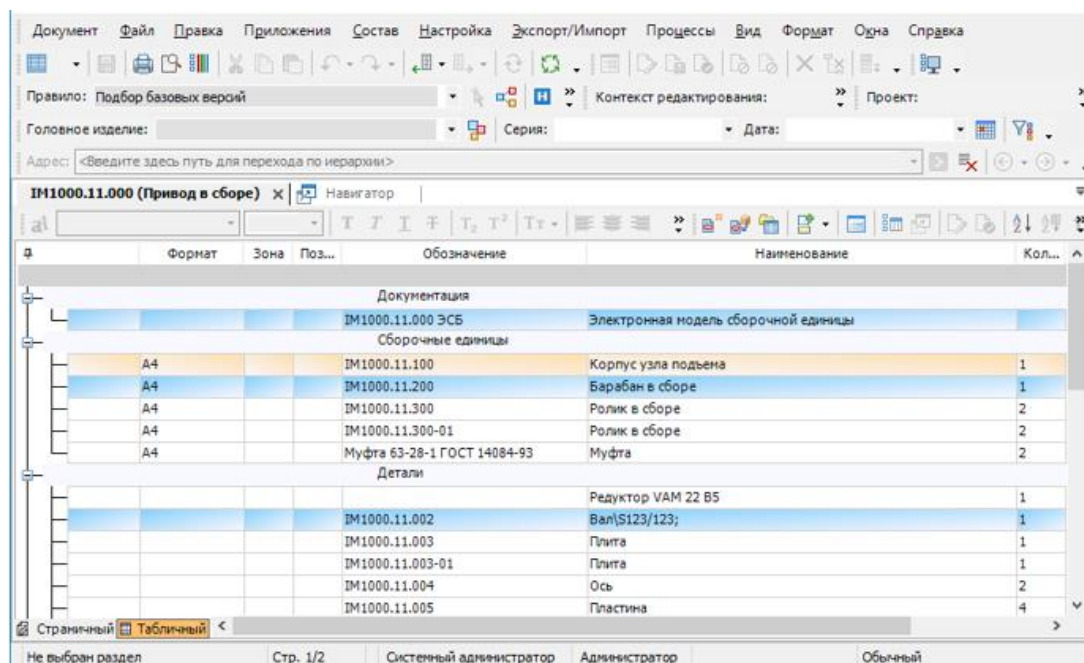 Документ Файл Правка Приложения Состав Настройка Экспорт/Импорт Процессы Вид Формат Окна Справка
Правило: Подбор базовых версий Контекст редактирования: Проект:
Головное изделие: Серия: Дата:
Адрес: <Введите здесь путь для перехода по иерархии>
IM1000.11.000 (Привод в сборе) Навигатор
Формат Зона Поз... Обозначение Наименование Кол...
Документация
IM1000.11.000 ЭСБ Электронная модель сборочной единицы
Сборочные единицы
А4 IM1000.11.100 Корпус узла подъема 1
А4 IM1000.11.200 Барабан в сборе 1
А4 IM1000.11.300 Ролик в сборе 2
А4 IM1000.11.300-01 Ролик в сборе 2
А4 Муфта 63-28-1 ГОСТ 14084-93 Муфта 2
Детали
Редуктор VAM 22 B5 1
IM1000.11.002 Вал\S123/123; 1
IM1000.11.003 Плита 1
IM1000.11.003-01 Плита 1
IM1000.11.004 Ось 2
IM1000.11.005 Пластина 4
Страничный Табличный
Не выбран раздел Стр. 1/2 Системный администратор Администратор Обычный